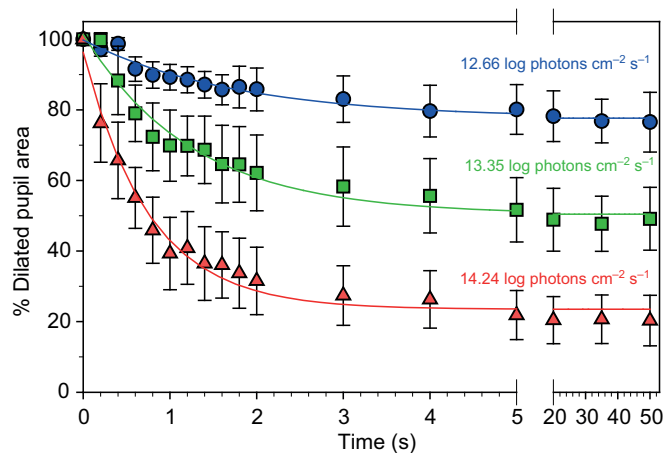 100
80
60
40
20
0
% Dilated pupil area
12.66 log photons cm⁻² s⁻¹
13.35 log photons cm⁻² s⁻¹
14.24 log photons cm⁻² s⁻¹
0 1 2 3 4 5 20 30 40 50
Time (s)